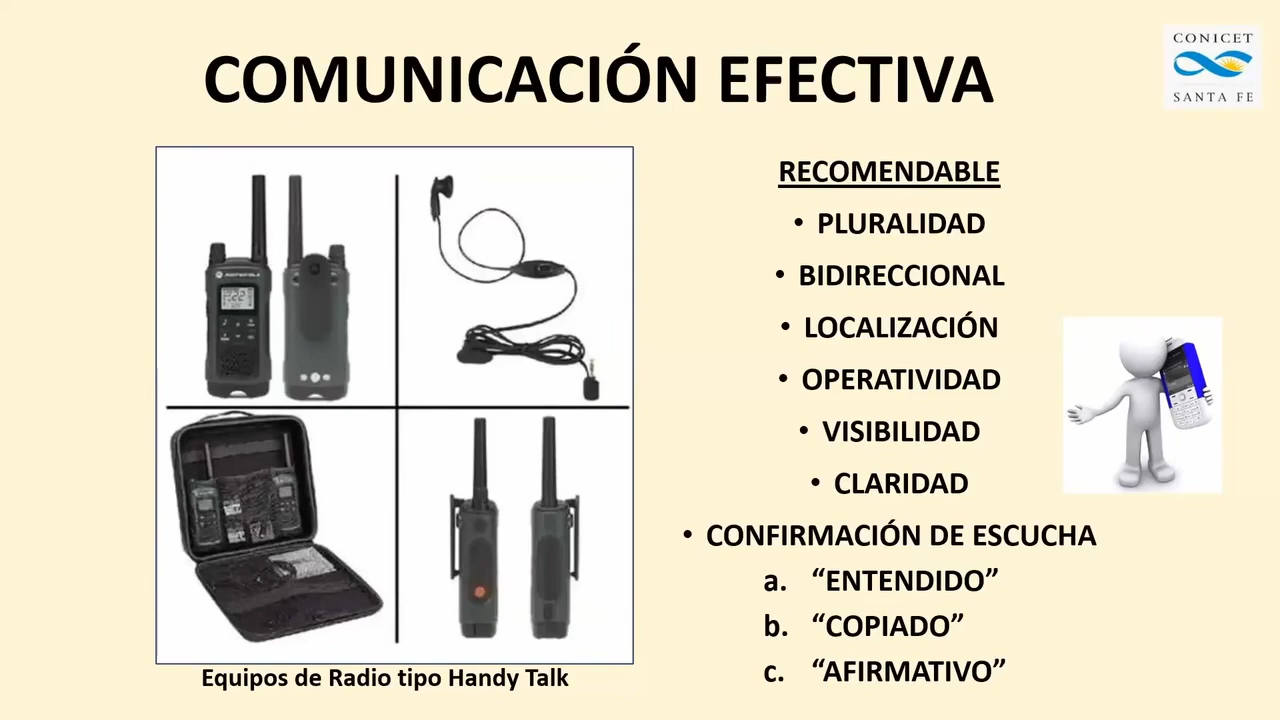 COMUNICACIÓN EFECTIVA
CONICET
SANTA FE
RECOMENDABLE
• PLURALIDAD
• BIDIRECCIONAL
• LOCALIZACIÓN
• OPERATIVIDAD
• VISIBILIDAD
• CLARIDAD
• CONFIRMACIÓN DE ESCUCHA
a. “ENTENDIDO”
b. “COPIADO”
c. “AFIRMATIVO”
MOTOROLA
Equipos de Radio tipo Handy Talk